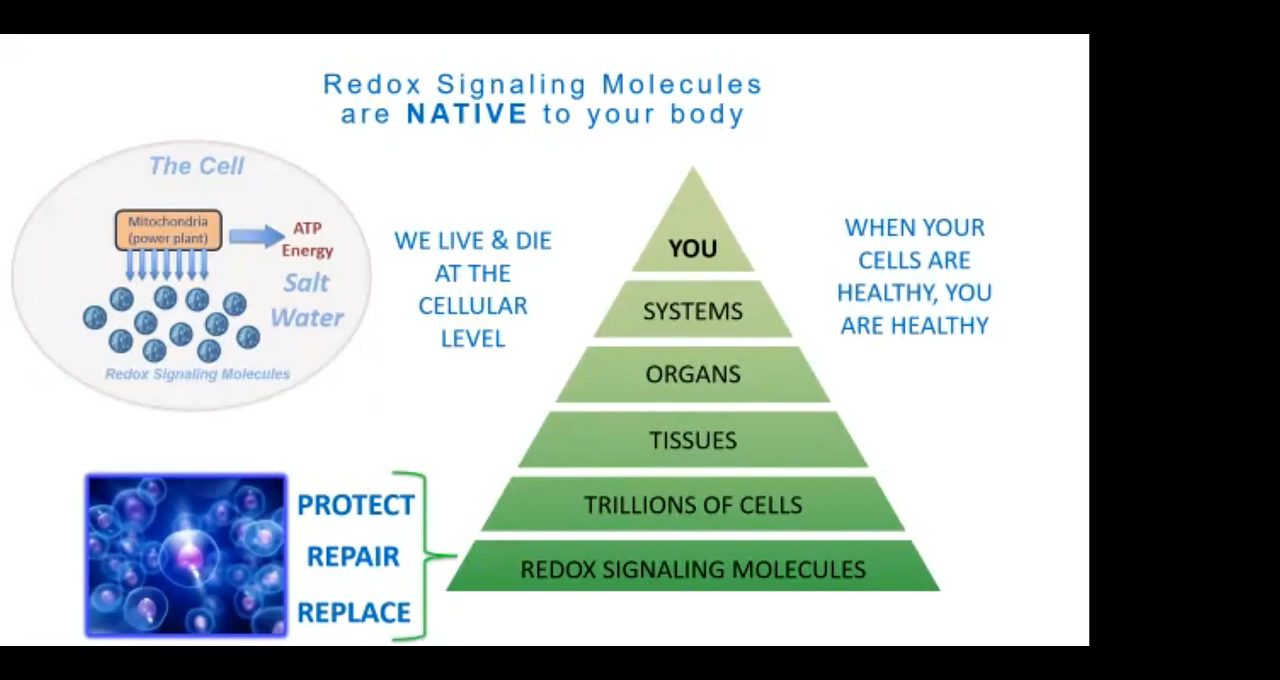 Redox Signaling Molecules
are NATIVE to your body
The Cell
Mitochondria
(power plant)
ATP
Energy
Salt
Water
Redox Signaling Molecules
WE LIVE & DIE
AT THE
CELLULAR
LEVEL
WHEN YOUR
CELLS ARE
HEALTHY, YOU
ARE HEALTHY
YOU
SYSTEMS
ORGANS
TISSUES
TRILLIONS OF CELLS
REDOX SIGNALING MOLECULES
PROTECT
REPAIR
REPLACE